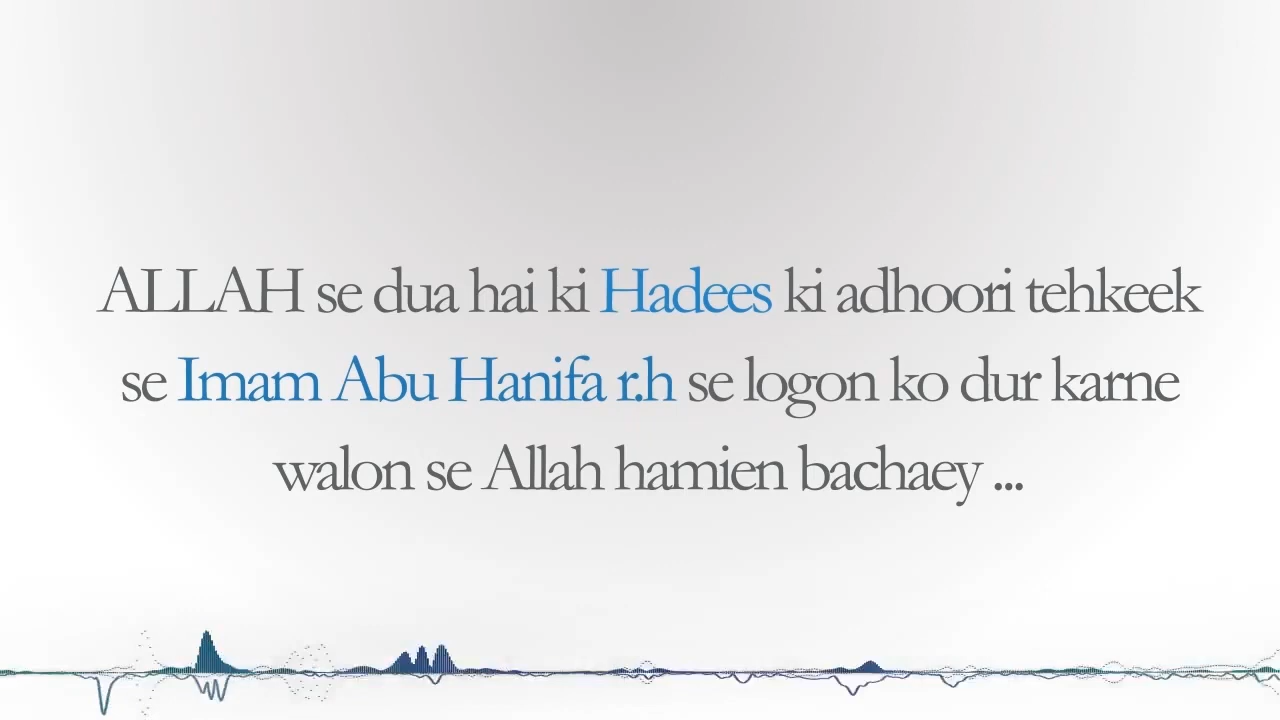 ALLAH se dua hai ki Hadees ki adhoori tehkeek
se Imam Abu Hanifa r.h se logon ko dur karne
walon se Allah hamien bachaey ...